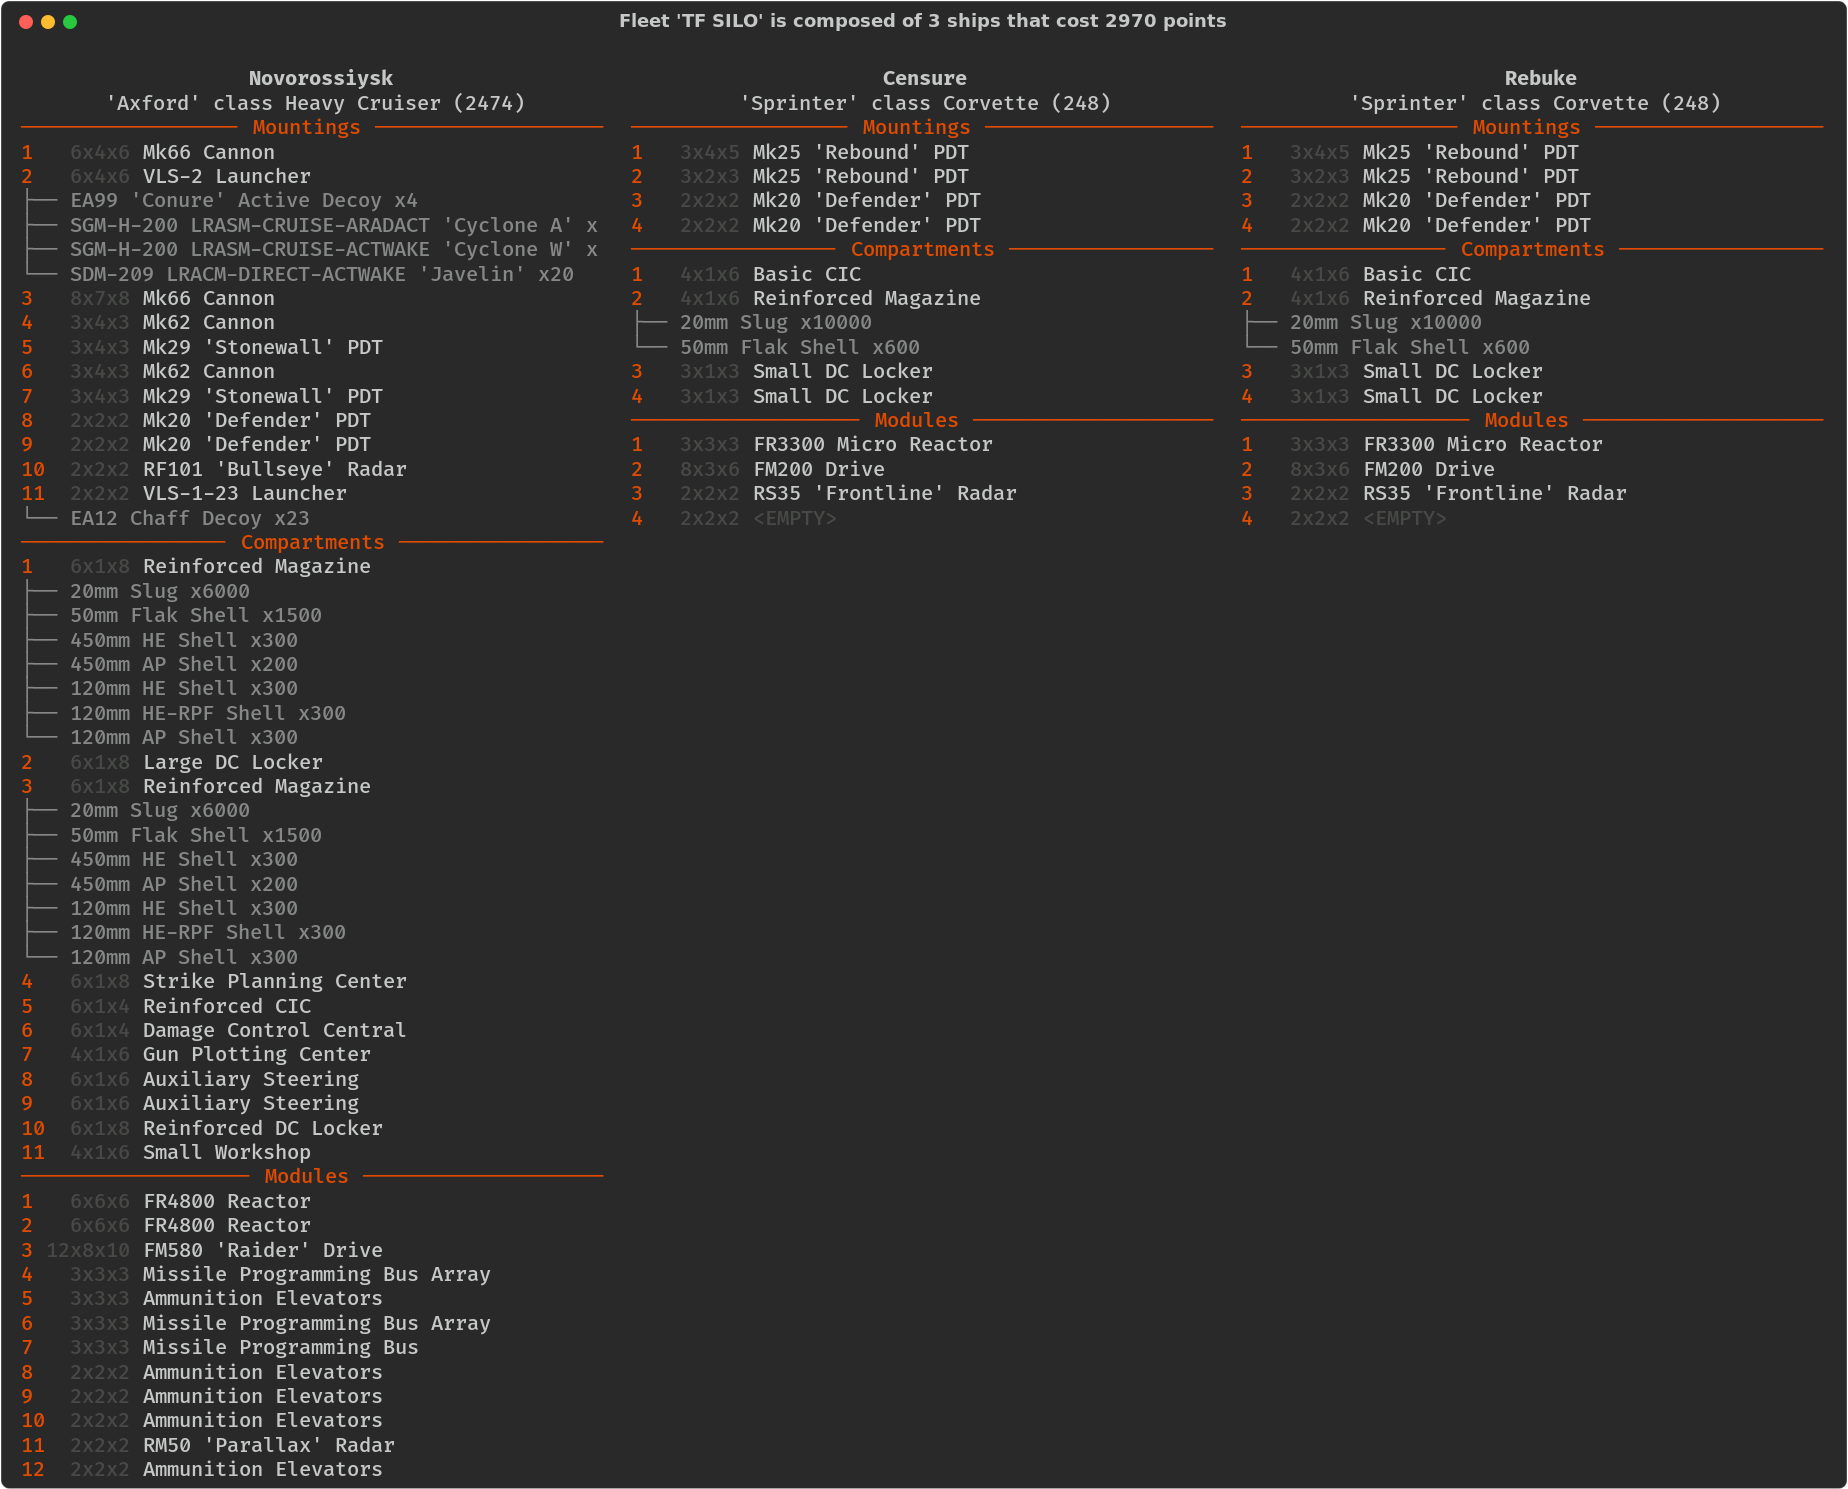 Fleet 'TF SILO' is composed of 3 ships that cost 2970 points
Novorossiysk
'Axford' class Heavy Cruiser (2474)
Mountings
1 6x4x6 Mk66 Cannon
2 6x4x6 VLS-2 Launcher
EA99 'Conure' Active Decoy x4
SGM-H-200 LRASM-CRUISE-ARADACT 'Cyclone A' x
SGM-H-200 LRASM-CRUISE-ACTWAKE 'Cyclone W' x
SDM-209 LRACM-DIRECT-ACTWAKE 'Javelin' x20
3 8x7x8 Mk66 Cannon
4 3x4x3 Mk62 Cannon
5 3x4x3 Mk29 'Stonewall' PDT
6 3x4x3 Mk62 Cannon
7 3x4x3 Mk29 'Stonewall' PDT
8 2x2x2 Mk20 'Defender' PDT
9 2x2x2 Mk20 'Defender' PDT
10 2x2x2 RF101 'Bullseye' Radar
11 2x2x2 VLS-1-23 Launcher
EA12 Chaff Decoy x23
Compartments
1 6x1x8 Reinforced Magazine
20mm Slug x6000
50mm Flak Shell x1500
450mm HE Shell x300
450mm AP Shell x200
120mm HE Shell x300
120mm HE-RPF Shell x300
120mm AP Shell x300
2 6x1x8 Large DC Locker
3 6x1x8 Reinforced Magazine
20mm Slug x6000
50mm Flak Shell x1500
450mm HE Shell x300
450mm AP Shell x200
120mm HE Shell x300
120mm HE-RPF Shell x300
120mm AP Shell x300
4 6x1x8 Strike Planning Center
5 6x1x4 Reinforced CIC
6 6x1x4 Damage Control Central
7 4x1x6 Gun Plotting Center
8 6x1x6 Auxiliary Steering
9 6x1x6 Auxiliary Steering
10 6x1x8 Reinforced DC Locker
11 4x1x6 Small Workshop
Modules
1 6x6x6 FR4800 Reactor
2 6x6x6 FR4800 Reactor
3 12x8x10 FM580 'Raider' Drive
4 3x3x3 Missile Programming Bus Array
5 3x3x3 Ammunition Elevators
6 3x3x3 Missile Programming Bus Array
7 3x3x3 Missile Programming Bus
8 2x2x2 Ammunition Elevators
9 2x2x2 Ammunition Elevators
10 2x2x2 Ammunition Elevators
11 2x2x2 RM50 'Parallax' Radar
12 2x2x2 Ammunition Elevators
Censure
'Sprinter' class Corvette (248)
Mountings
1 3x4x5 Mk25 'Rebound' PDT
2 3x2x3 Mk25 'Rebound' PDT
3 2x2x2 Mk20 'Defender' PDT
4 2x2x2 Mk20 'Defender' PDT
Compartments
1 4x1x6 Basic CIC
2 4x1x6 Reinforced Magazine
20mm Slug x10000
50mm Flak Shell x600
3 3x1x3 Small DC Locker
4 3x1x3 Small DC Locker
Modules
1 3x3x3 FR3300 Micro Reactor
2 8x3x6 FM200 Drive
3 2x2x2 RS35 'Frontline' Radar
4 2x2x2 <EMPTY>
Rebuke
'Sprinter' class Corvette (248)
Mountings
1 3x4x5 Mk25 'Rebound' PDT
2 3x2x3 Mk25 'Rebound' PDT
3 2x2x2 Mk20 'Defender' PDT
4 2x2x2 Mk20 'Defender' PDT
Compartments
1 4x1x6 Basic CIC
2 4x1x6 Reinforced Magazine
20mm Slug x10000
50mm Flak Shell x600
3 3x1x3 Small DC Locker
4 3x1x3 Small DC Locker
Modules
1 3x3x3 FR3300 Micro Reactor
2 8x3x6 FM200 Drive
3 2x2x2 RS35 'Frontline' Radar
4 2x2x2 <EMPTY>